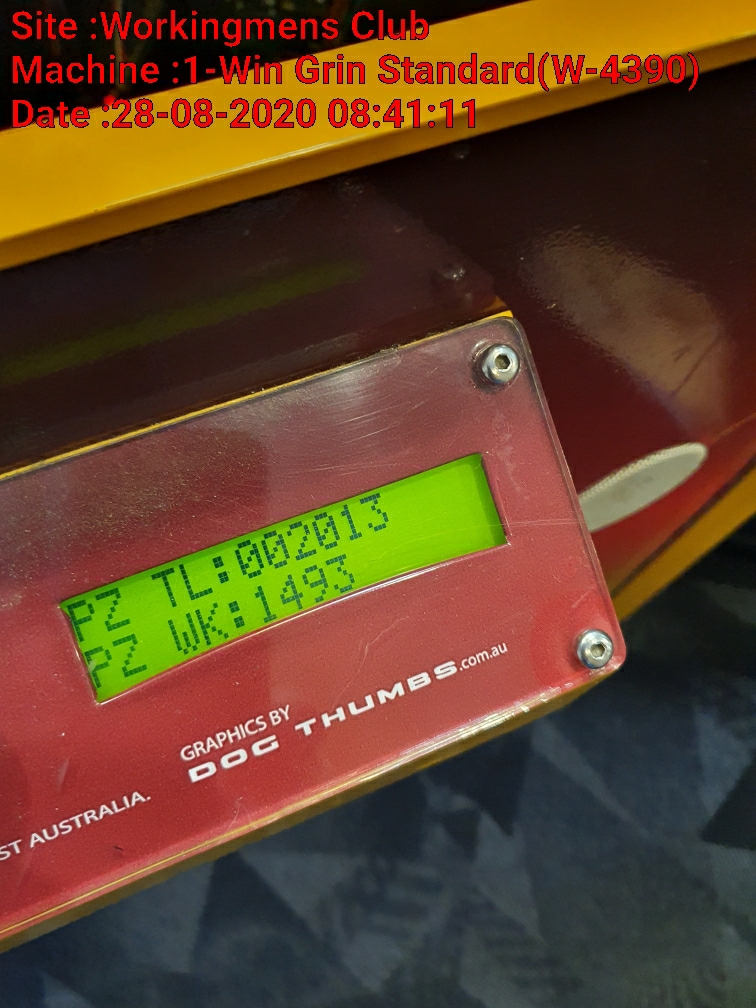 Site :Workingmens Club
Machine :1-Win Grin Standard(W-4390)
Date :28-08-2020 08:41:11
PZ TL:002013
PZ WK:1493
GRAPHICS BY
DOG THUMBS.com.au
ST AUSTRALIA.